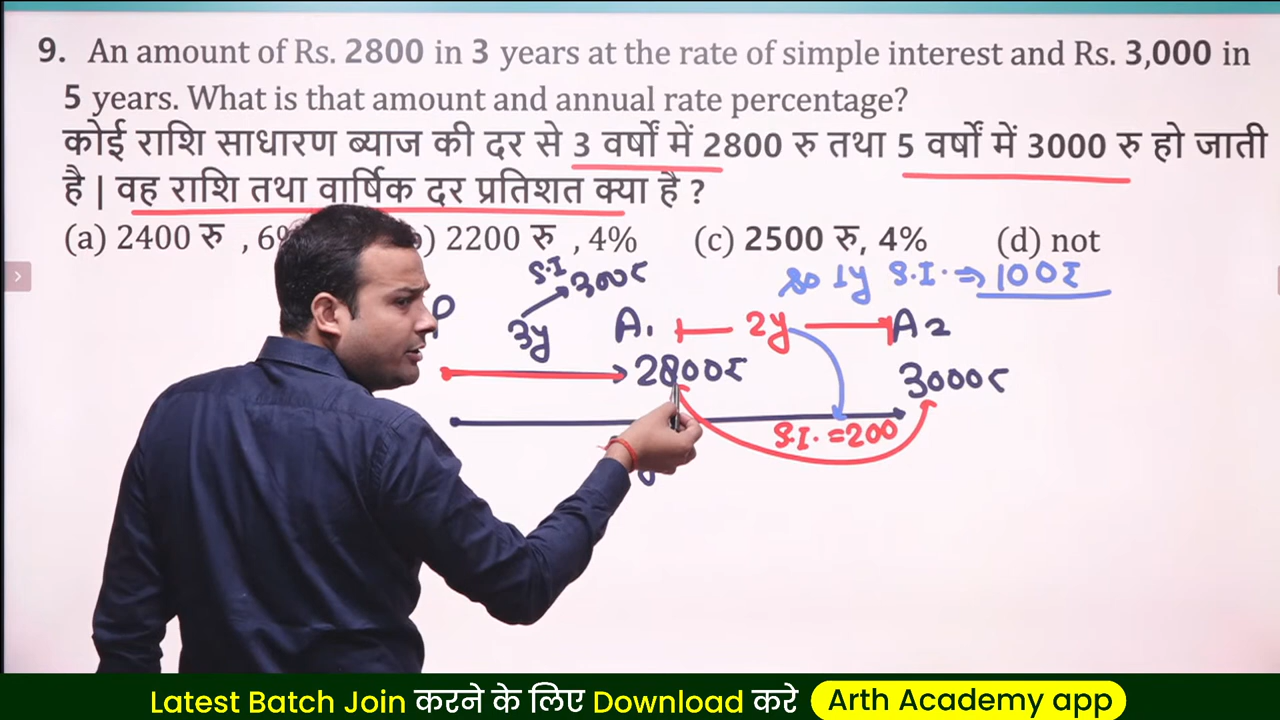 9. An amount of Rs. 2800 in 3 years at the rate of simple interest and Rs. 3,000 in
5 years. What is that amount and annual rate percentage?
कोई राशि साधारण ब्याज की दर से 3 वर्षों में 2800 रु तथा 5 वर्षों में 3000 रु हो जाती
है | वह राशि तथा वार्षिक दर प्रतिशत क्या है ?
(a) 2400 रु , 6 ) 2200 रु , 4% (c) 2500 रु, 4% (d) not
S.I 300₹ so 1y S.I. ⇒ 100₹
P 3y A1 2y A2
2800₹ 3000₹
S.I. = 200
Latest Batch Join करने के लिए Download करे Arth Academy app